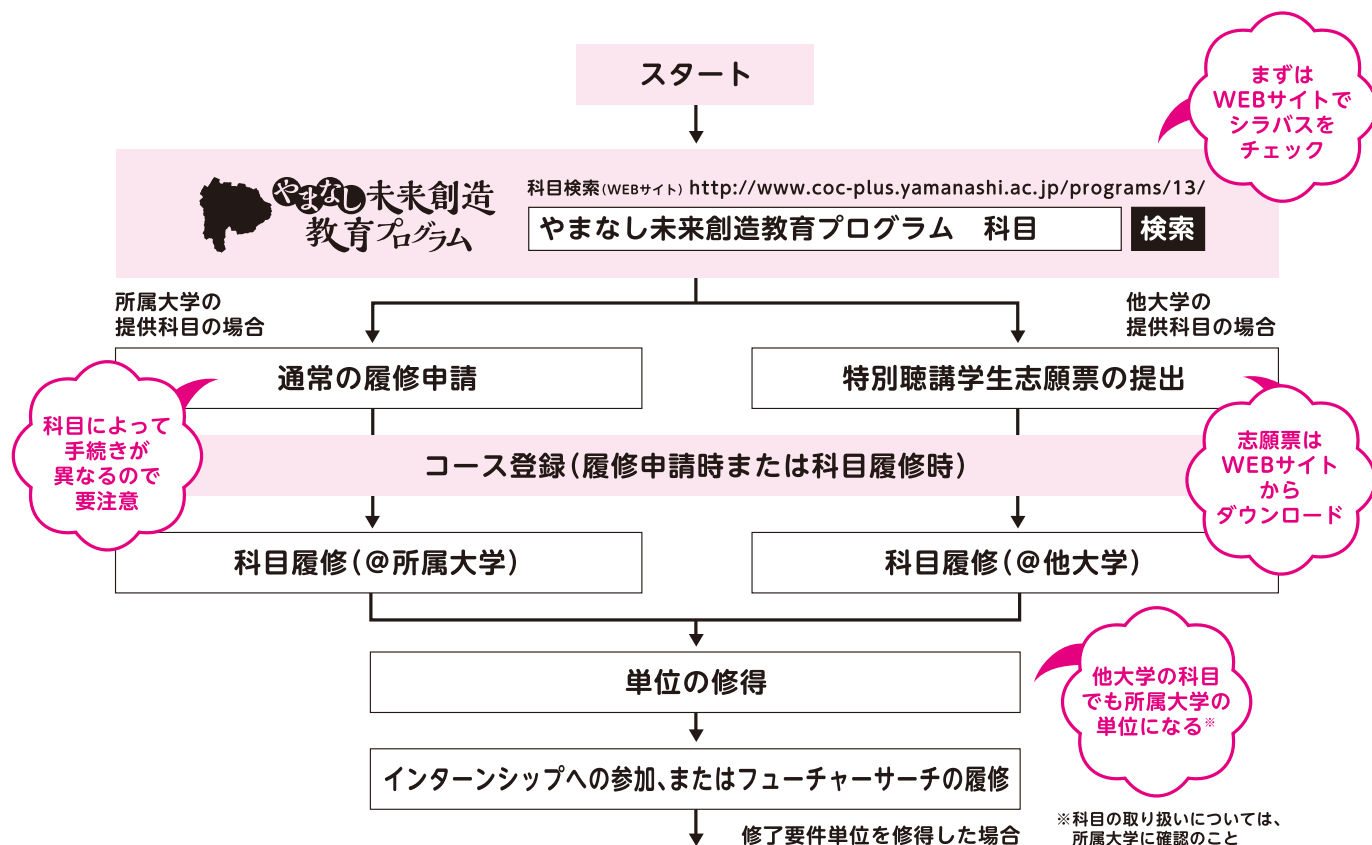 スタート
まずは
WEBサイトで
シラバスを
チェック
やまなし未来創造
教育プログラム
科目検索(WEBサイト) http://www.coc-plus.yamanashi.ac.jp/programs/13/
やまなし未来創造教育プログラム　科目
検索
所属大学の
提供科目の場合
他大学の
提供科目の場合
通常の履修申請
特別聴講学生志願票の提出
科目によって
手続きが
異なるので
要注意
コース登録(履修申請時または科目履修時)
志願票は
WEBサイト
から
ダウンロード
科目履修(@所属大学)
科目履修(@他大学)
単位の修得
他大学の科目
でも所属大学の
単位になる※
インターンシップへの参加、またはフューチャーサーチの履修
修了要件単位を修得した場合
※科目の取り扱いについては、
所属大学に確認のこと